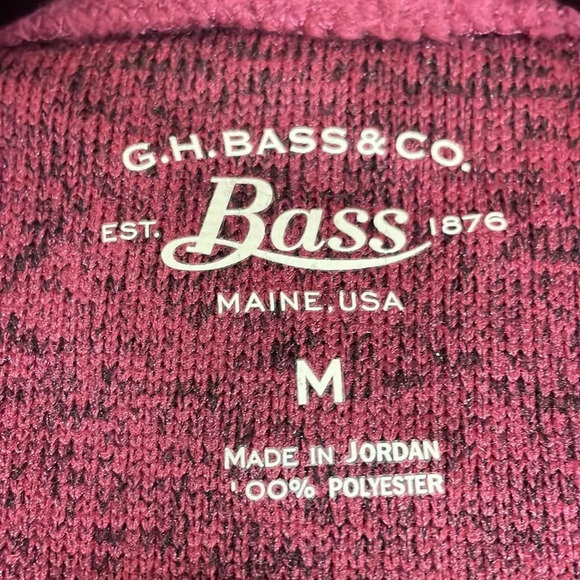 G.H.BASS & CO.
EST. Bass 1876
MAINE, USA
M
MADE IN JORDAN
100% POLYESTER